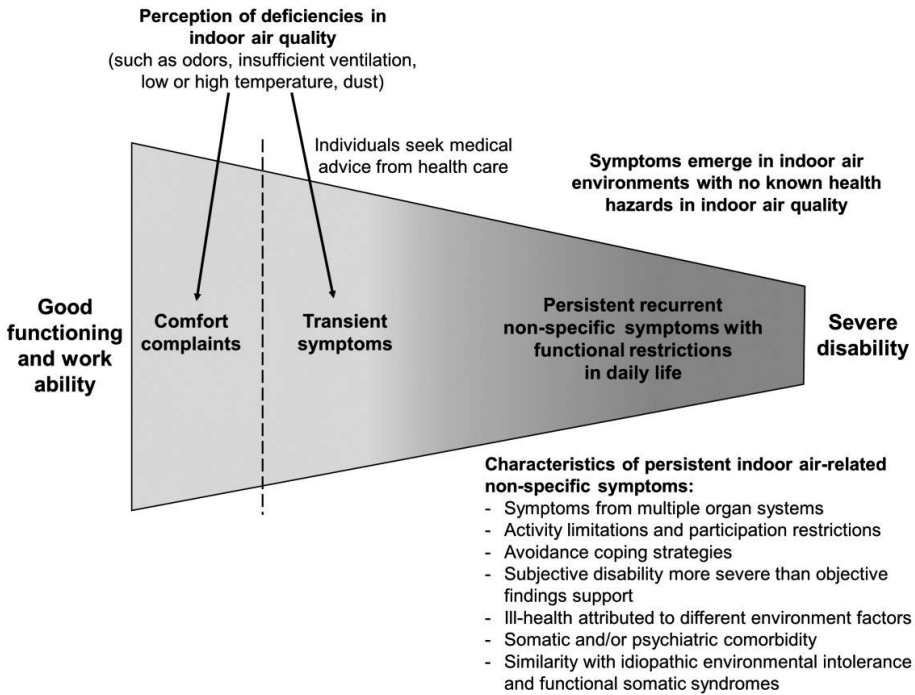 Perception of deficiencies in
indoor air quality
(such as odors, insufficient ventilation,
low or high temperature, dust)
Individuals seek medical
advice from health care
Symptoms emerge in indoor air
environments with no known health
hazards in indoor air quality
Good
functioning
and work
ability
Comfort
complaints
Transient
symptoms
Persistent recurrent
non-specific symptoms with
functional restrictions
in daily life
Severe
disability
Characteristics of persistent indoor air-related
non-specific symptoms:
- Symptoms from multiple organ systems
- Activity limitations and participation restrictions
- Avoidance coping strategies
- Subjective disability more severe than objective
findings support
- Ill-health attributed to different environment factors
- Somatic and/or psychiatric comorbidity
- Similarity with idiopathic environmental intolerance
and functional somatic syndromes